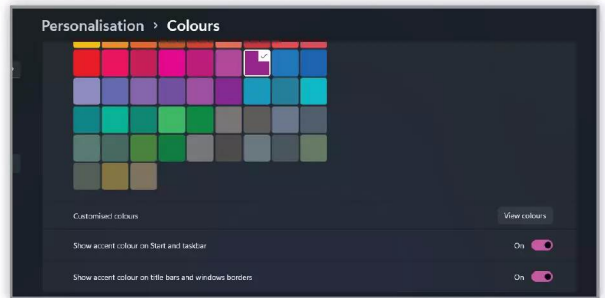 Personalisation > Colours
Customised colours
View colours
Show accent colour on Start and taskbar
On
Show accent colour on title bars and windows borders
On